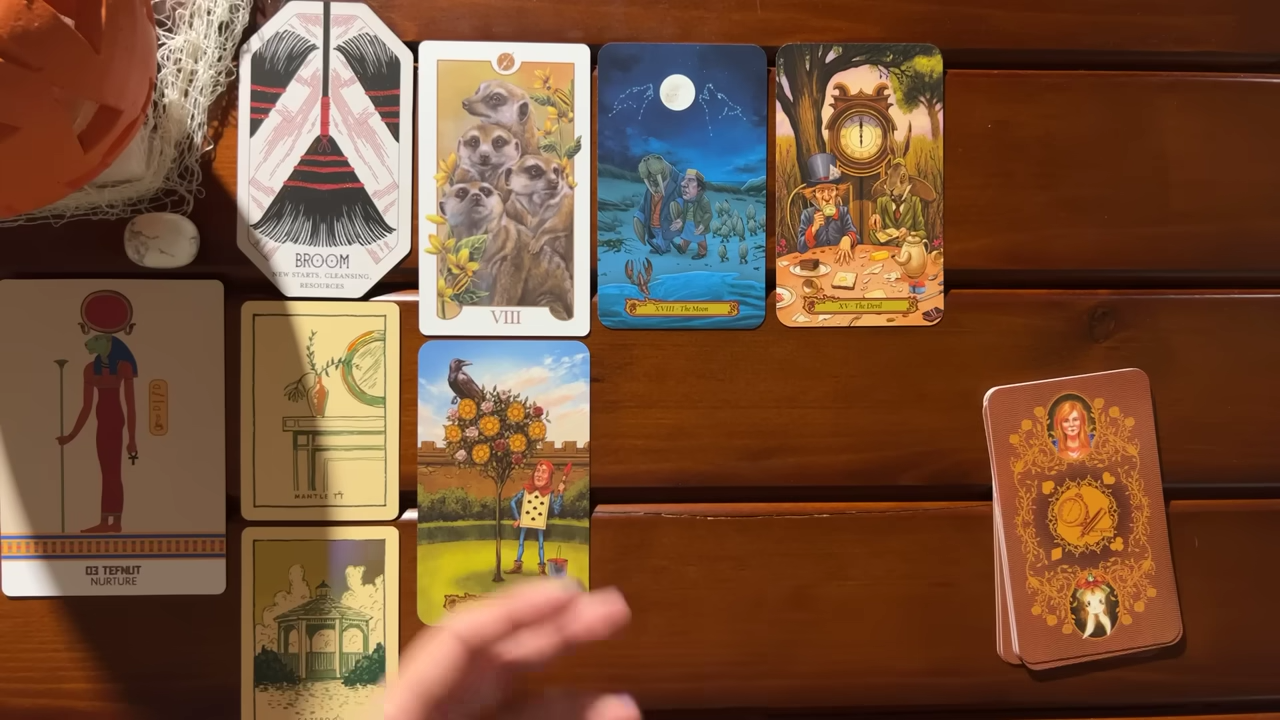 BROOM
NEW STARTS, CLEANSING,
RESOURCES
VIII
XVIII - The Moon
XV - The Devil
MANTLE
03 TEFNUT
NURTURE